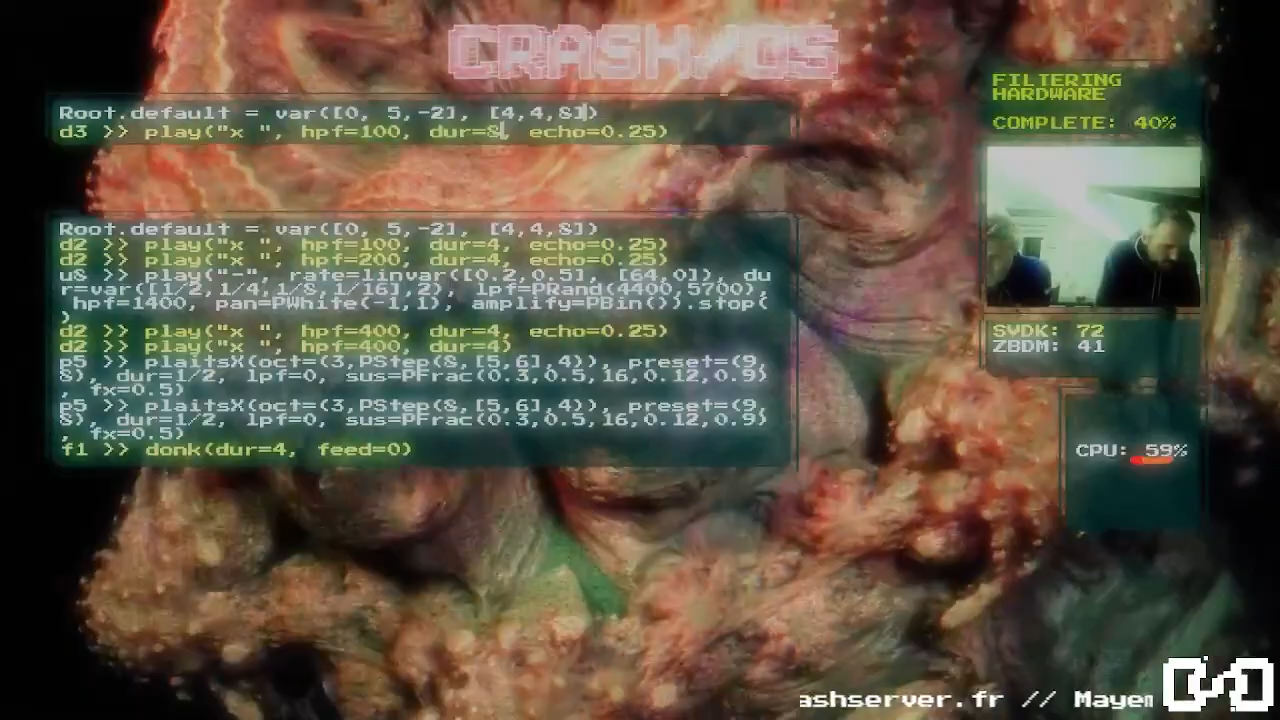 CRASH/OS
Root.default = var([0, 5,-2], [4,4,8])
d3 >> play("x ", hpf=100, dur=8, echo=0.25)
Root.default = var([0, 5,-2], [4,4,8])
d2 >> play("x ", hpf=100, dur=4, echo=0.25)
d2 >> play("x ", hpf=200, dur=4, echo=0.25)
u8 >> play("-", rate=linvar([0.2,0.5], [64,0]), du
r=var([1/2,1/4,1/8,1/16],2), lpf=PRand(4400,5700),
hpf=1400, pan=PWhite(-1,1), amplify=PBin()).stop(
)
d2 >> play("x ", hpf=400, dur=4, echo=0.25)
d2 >> play("x ", hpf=400, dur=4)
p5 >> plaitsX(oct=(3,PStep(8,[5,6],4)), preset=(9,
8), dur=1/2, lpf=0, sus=PFrac(0.3,0.5,16,0.12,0.9)
, fx=0.5)
p5 >> plaitsX(oct=(3,PStep(8,[5,6],4)), preset=(9,
8), dur=1/2, lpf=0, sus=PFrac(0.3,0.5,16,0.12,0.9)
, fx=0.5)
f1 >> donk(dur=4, feed=0)
FILTERING
HARDWARE
COMPLETE: 40%
SVDK: 72
ZBDM: 41
CPU: 59%
ashserver.fr // Mayen